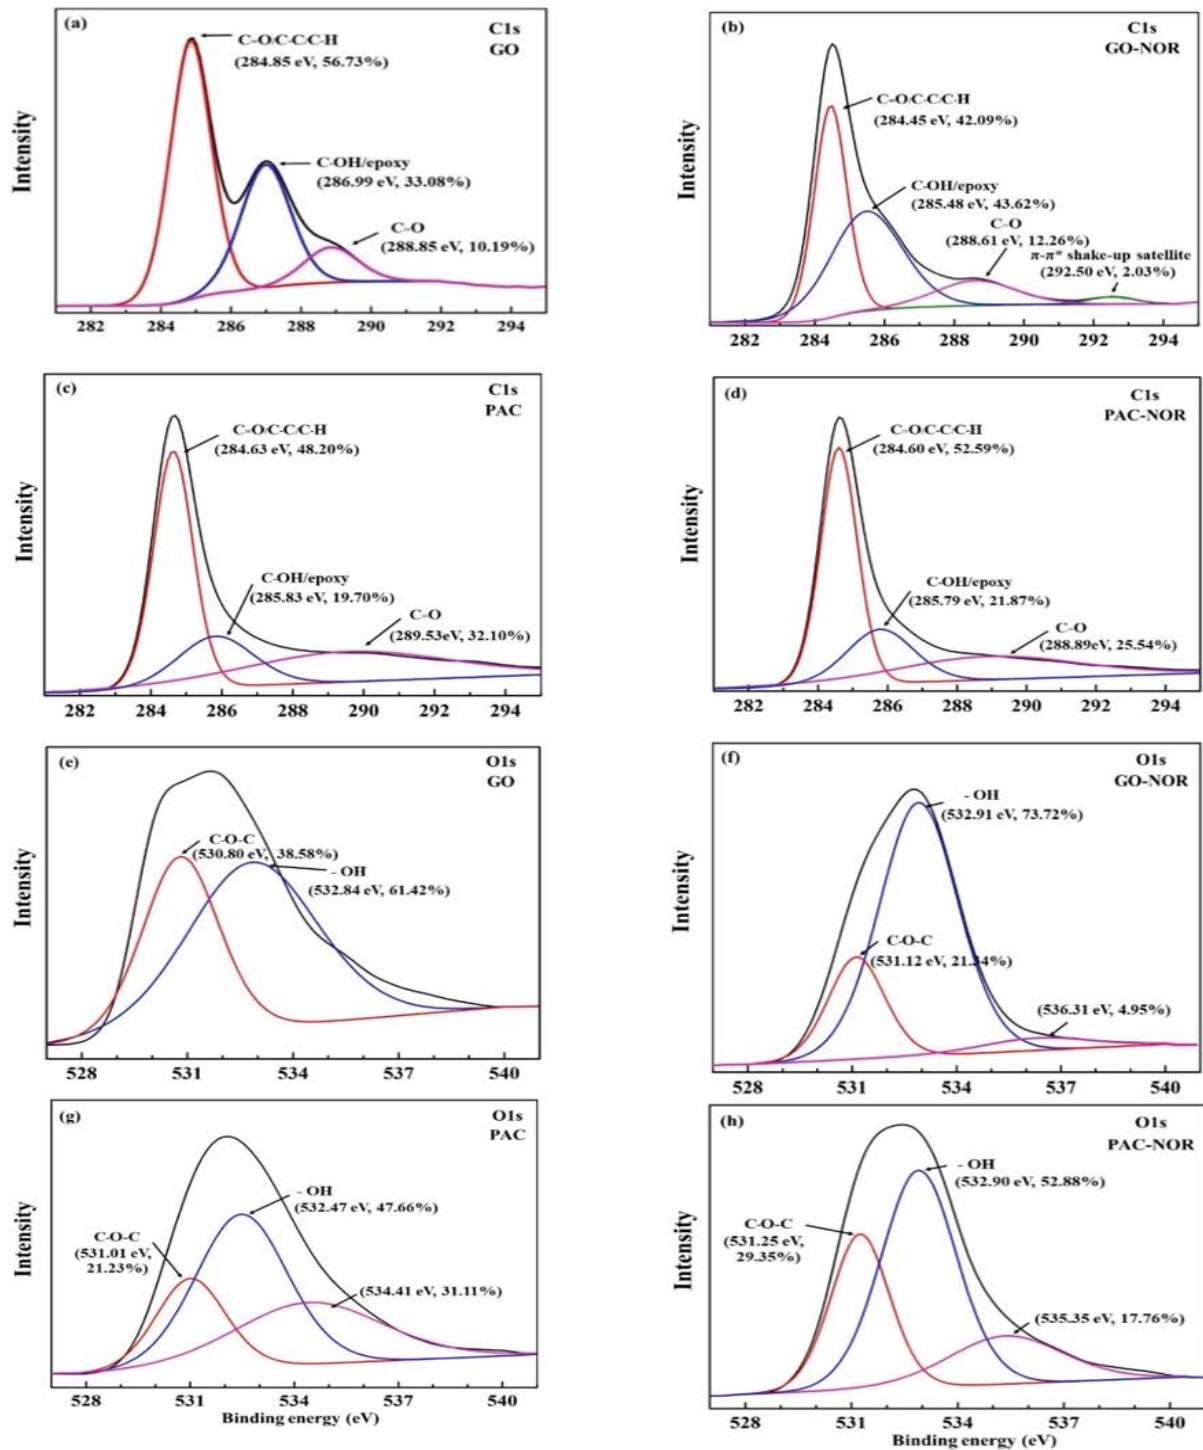 (a)
C1s
GO
C-O/C-C/C-H
(284.85 eV, 56.73%)
C-OH/epoxy
(286.99 eV, 33.08%)
C-O
(288.85 eV, 10.19%)
Intensity
282 284 286 288 290 292 294
(b)
C1s
GO-NOR
C-O/C-C/C-H
(284.45 eV, 42.09%)
C-OH/epoxy
(285.48 eV, 43.62%)
C-O
(288.61 eV, 12.26%)
π-π* shake-up satellite
(292.50 eV, 2.03%)
Intensity
282 284 286 288 290 292 294
(c)
C1s
PAC
C-O/C-C/C-H
(284.63 eV, 48.20%)
C-OH/epoxy
(285.83 eV, 19.70%)
C-O
(289.53eV, 32.10%)
Intensity
282 284 286 288 290 292 294
(d)
C1s
PAC-NOR
C-O/C-C/C-H
(284.60 eV, 52.59%)
C-OH/epoxy
(285.79 eV, 21.87%)
C-O
(288.89eV, 25.54%)
Intensity
282 284 286 288 290 292 294
(e)
O1s
GO
C-O-C
(530.80 eV, 38.58%)
- OH
(532.84 eV, 61.42%)
Intensity
528 531 534 537 540
(f)
O1s
GO-NOR
- OH
(532.91 eV, 73.72%)
C-O-C
(531.12 eV, 21.34%)
(536.31 eV, 4.95%)
Intensity
528 531 534 537 540
(g)
O1s
PAC
- OH
(532.47 eV, 47.66%)
C-O-C
(531.01 eV,
21.23%)
(534.41 eV, 31.11%)
Intensity
528 531 534 537 540
Binding energy (eV)
(h)
O1s
PAC-NOR
- OH
(532.90 eV, 52.88%)
C-O-C
(531.25 eV,
29.35%)
(535.35 eV, 17.76%)
Intensity
528 531 534 537 540
Binding energy (eV)